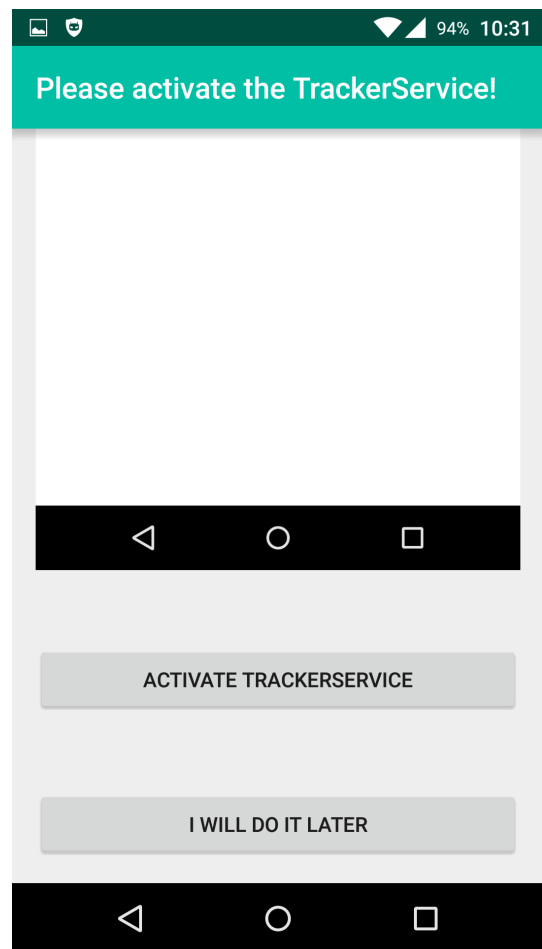 94% 10:31
Please activate the TrackerService!
ACTIVATE TRACKERSERVICE
I WILL DO IT LATER